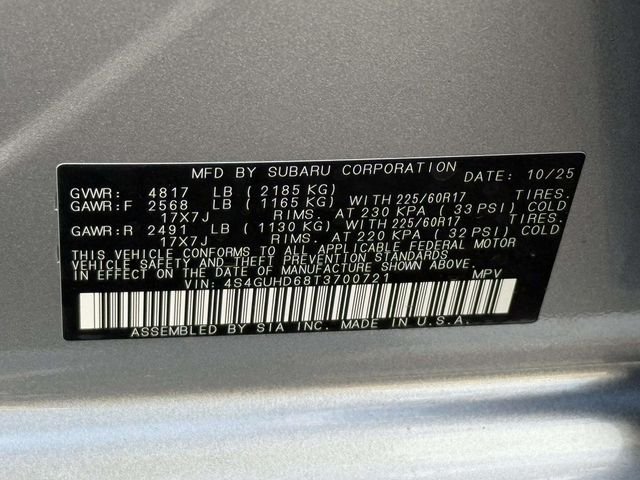 MFD BY SUBARU CORPORATION DATE: 10/25
GVWR: 4817 LB (2185 KG)
GAWR:F 2568 LB (1165 KG) WITH 225/60R17 TIRES.
17X7J RIMS. AT 230 KPA (33 PSI) COLD
GAWR:R 2491 LB (1130 KG) WITH 225/60R17 TIRES.
17X7J RIMS. AT 220 KPA (32 PSI) COLD
THIS VEHICLE CONFORMS TO ALL APPLICABLE FEDERAL MOTOR
VEHICLE SAFETY AND THEFT PREVENTION STANDARDS IN EFFECT
ON THE DATE OF MANUFACTURE SHOWN ABOVE.
VIN: 4S4GUHD68T3700721 MPV
ASSEMBLED BY SIA INC. MADE IN U.S.A.